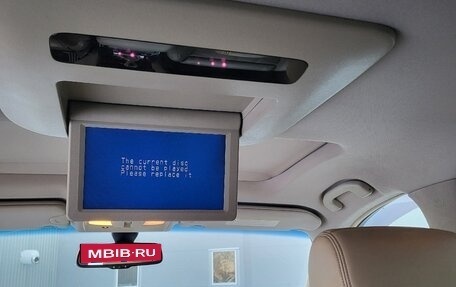 The current disc
cannot be played.
Please replace it
MBIB.RU